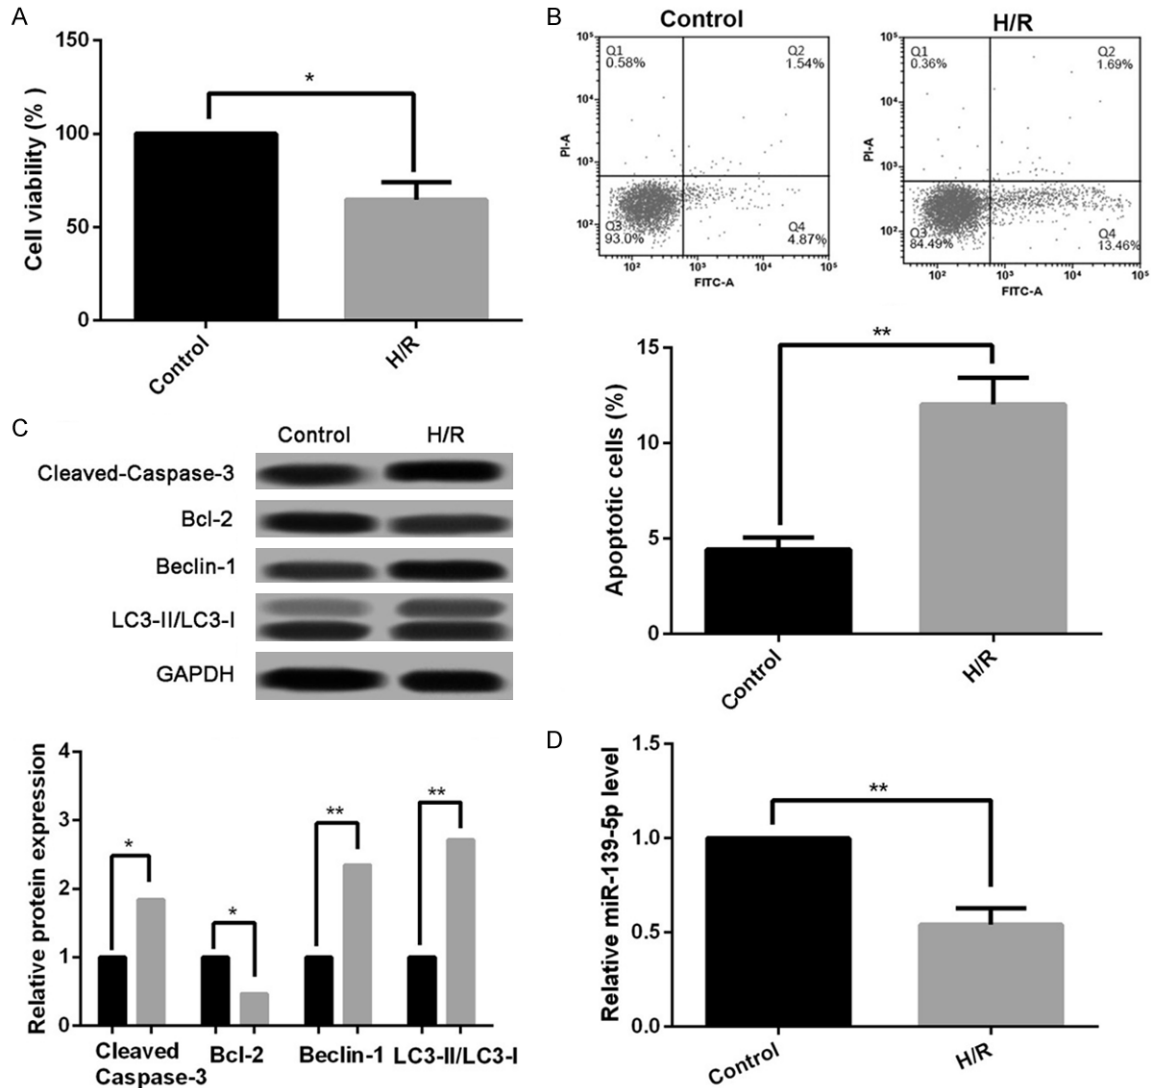 A
150
100
50
0
Cell viability (% )
*
Control
H/R
B
Control
H/R
10⁵
10⁴
10³
10²
PI-A
Q1
0.58%
Q2
1.54%
Q3
93.0%
Q4
4.87%
10² 10³ 10⁴ 10⁵
FITC-A
10⁵
10⁴
10³
10²
PI-A
Q1
0.36%
Q2
1.69%
Q3
84.49%
Q4
13.46%
10² 10³ 10⁴ 10⁵
FITC-A
15
10
5
0
Apoptotic cells (%)
**
Control
H/R
C
Control H/R
Cleaved-Caspase-3
Bcl-2
Beclin-1
LC3-II/LC3-I
GAPDH
4
3
2
1
0
Relative protein expression
*
*
**
**
Cleaved
Caspase-3
Bcl-2
Beclin-1
LC3-II/LC3-I
D
1.5
1.0
0.5
0.0
Relative miR-139-5p level
**
Control
H/R